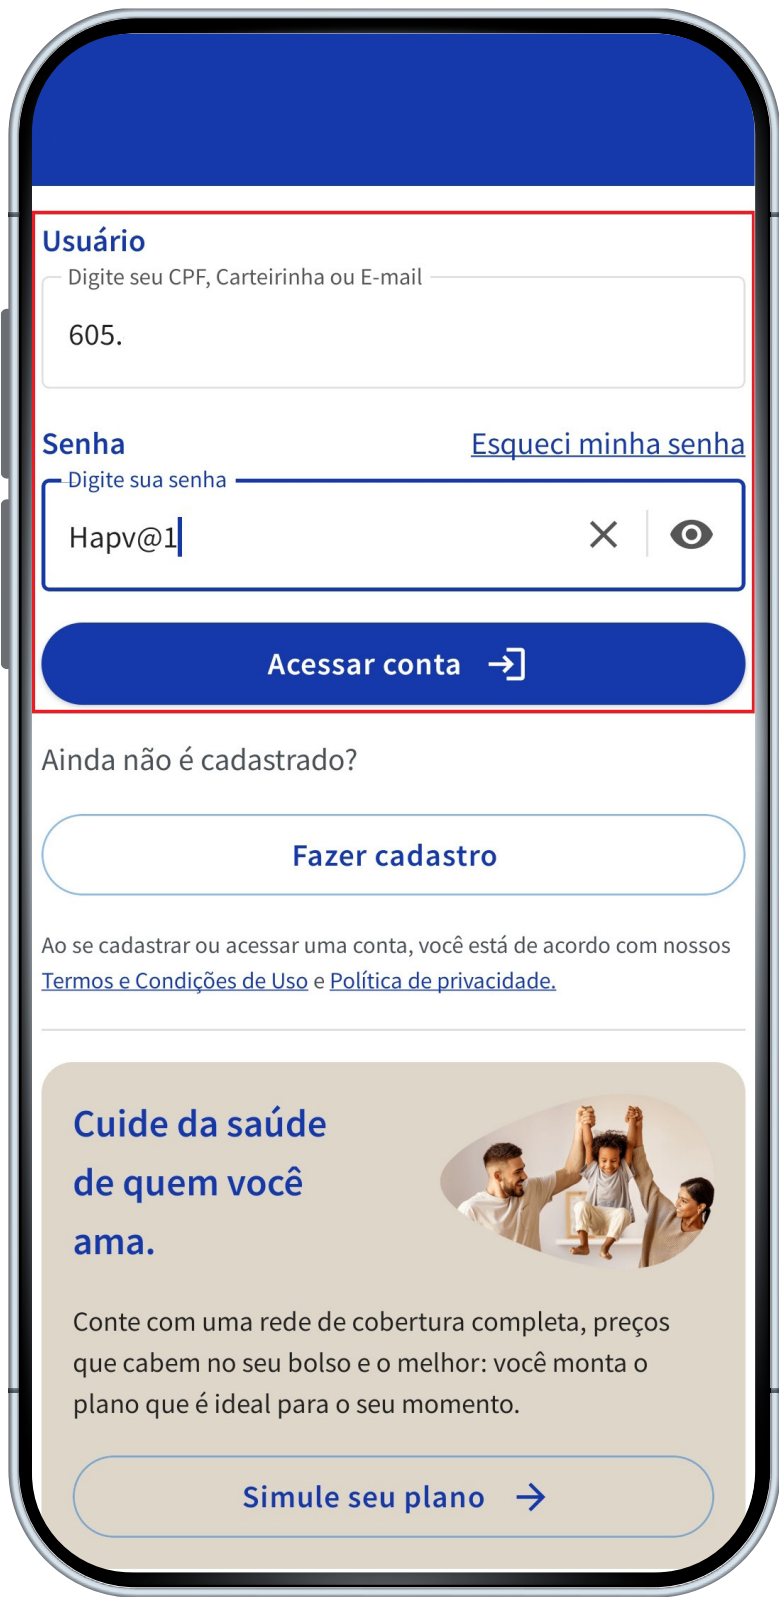 Usuário
Digite seu CPF, Carteirinha ou E-mail
605.
Senha
Esqueci minha senha
Digite sua senha
Hapv@1
Acessar conta
Ainda não é cadastrado?
Fazer cadastro
Ao se cadastrar ou acessar uma conta, você está de acordo com nossos
Termos e Condições de Uso e Política de privacidade.
Cuide da saúde
de quem você
ama.
Conte com uma rede de cobertura completa, preços
que cabem no seu bolso e o melhor: você monta o
plano que é ideal para o seu momento.
Simule seu plano